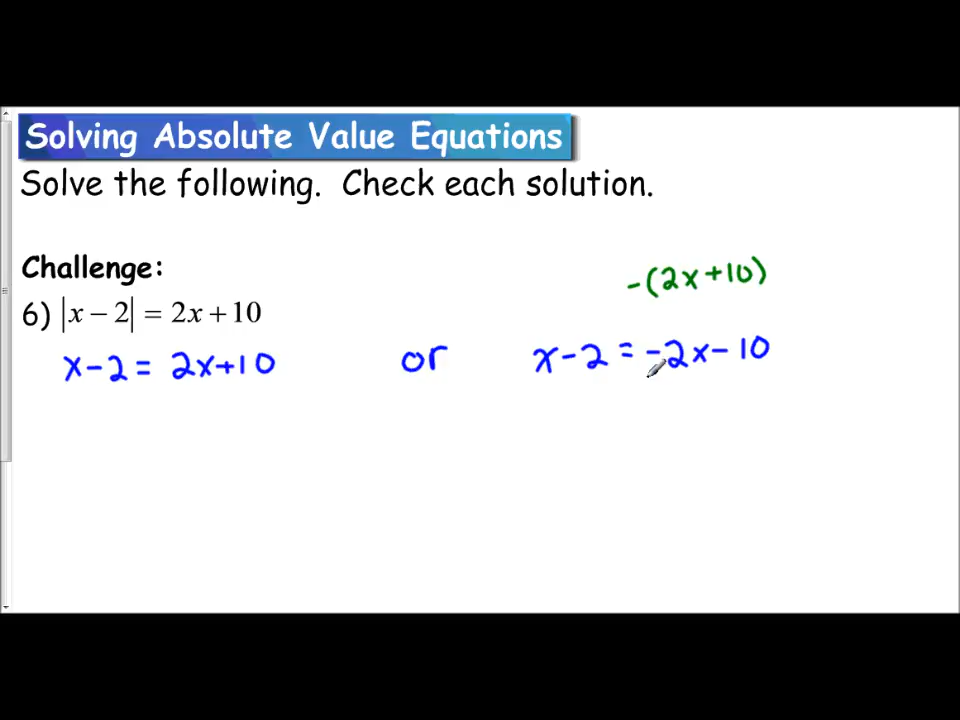 Solving Absolute Value Equations
Solve the following. Check each solution.
Challenge:
-(2x+10)
6) |x − 2| = 2x + 10
x-2 = 2x+10 or x-2 = -2x-10